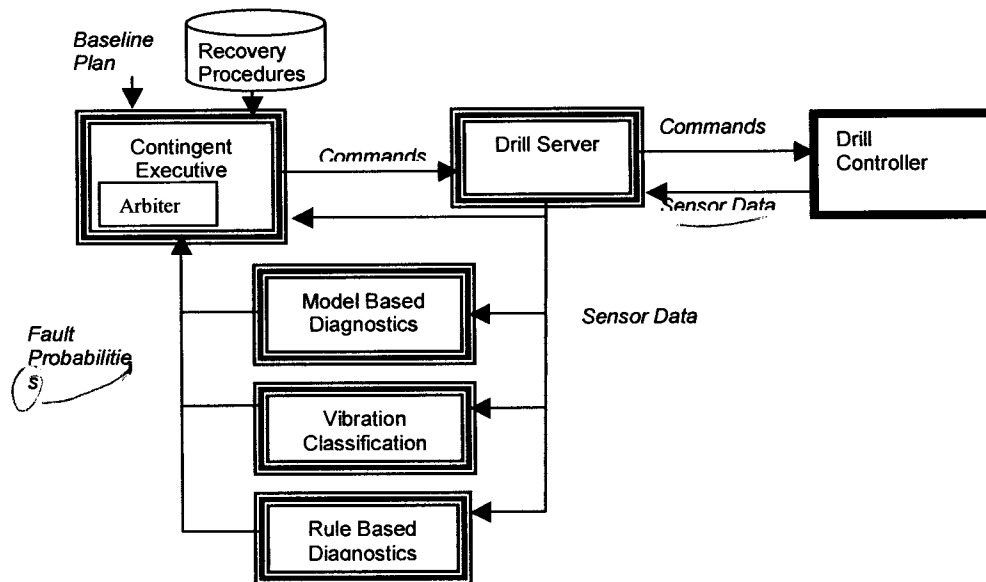 Baseline
Plan
Recovery
Procedures
Contingent
Executive
Arbiter
Commands
Drill Server
Commands
Sensor Data
Drill
Controller
Model Based
Diagnostics
Sensor Data
Fault
Probabilitie
s
Vibration
Classification
Rule Based
Diagnostics